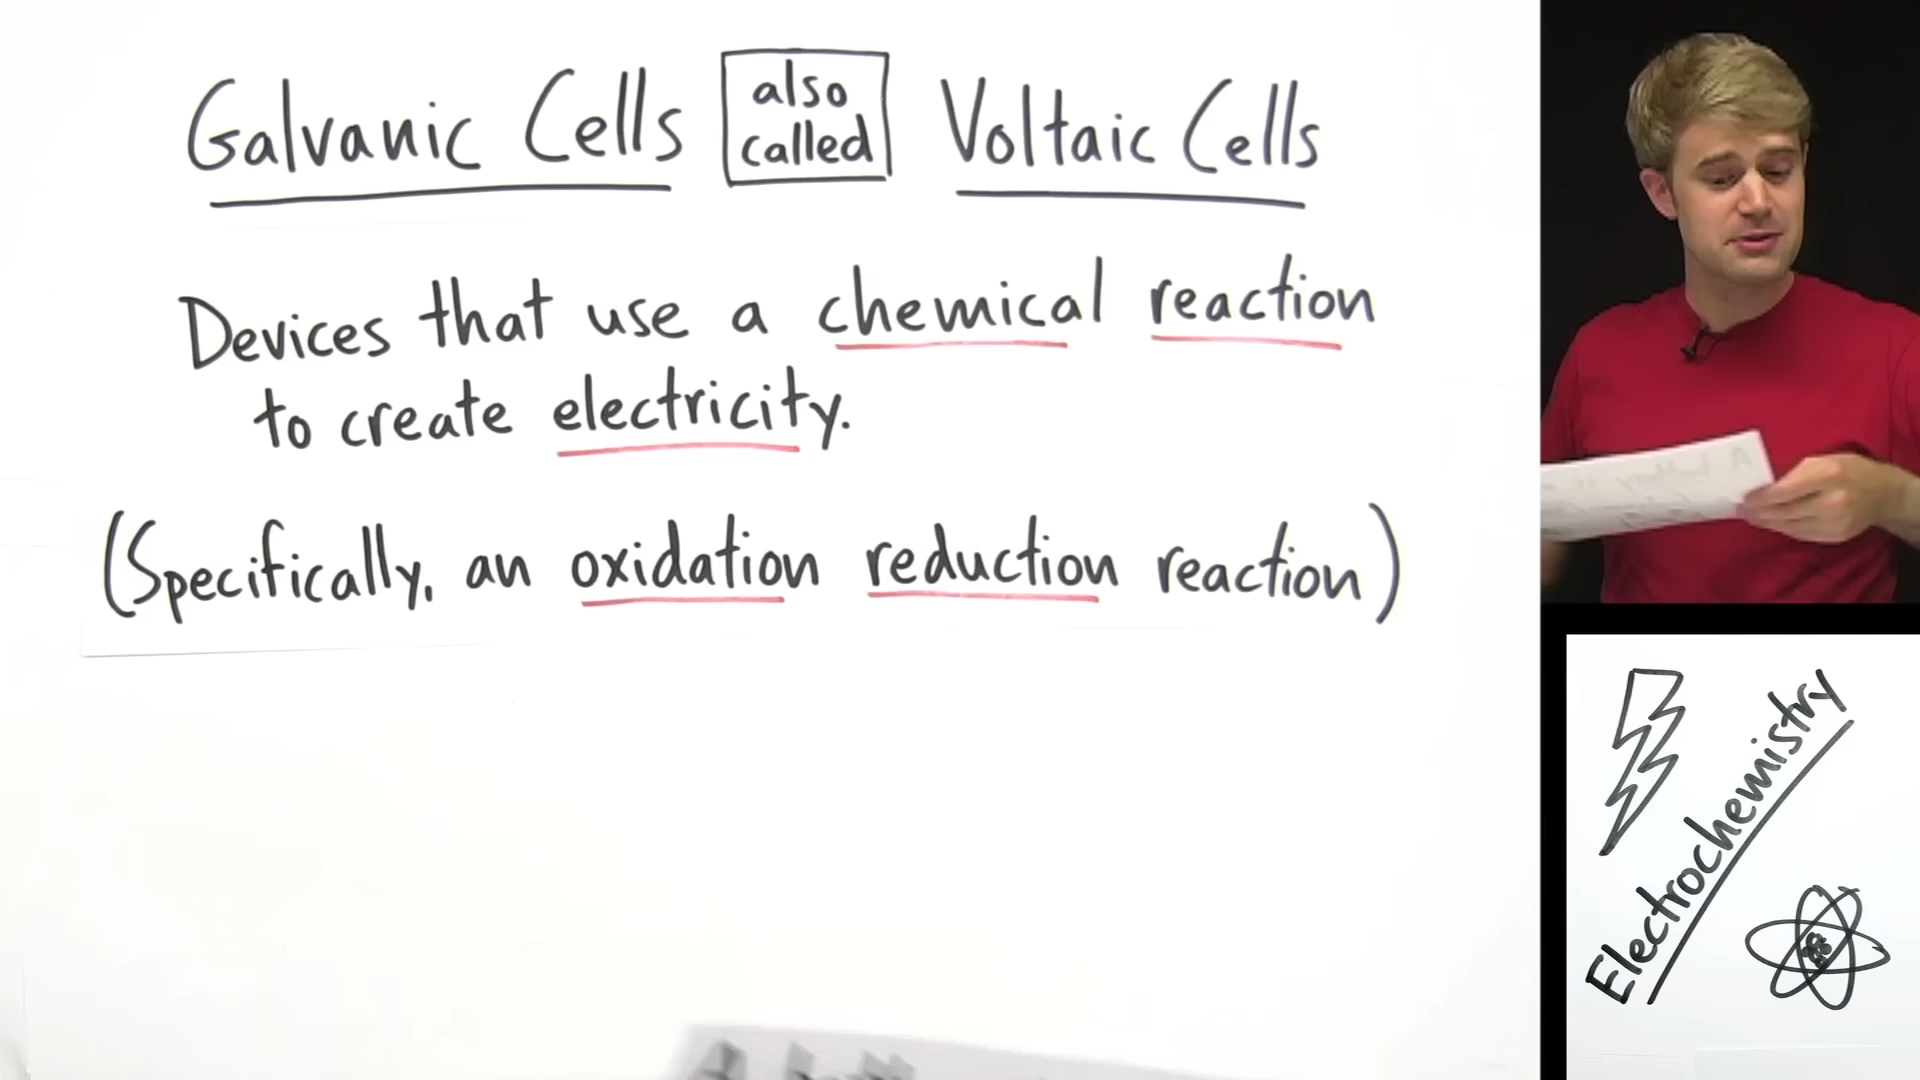 Galvanic Cells also called Voltaic Cells
Devices that use a chemical reaction
to create electricity.
(Specifically, an oxidation reduction reaction)
Electrochemistry